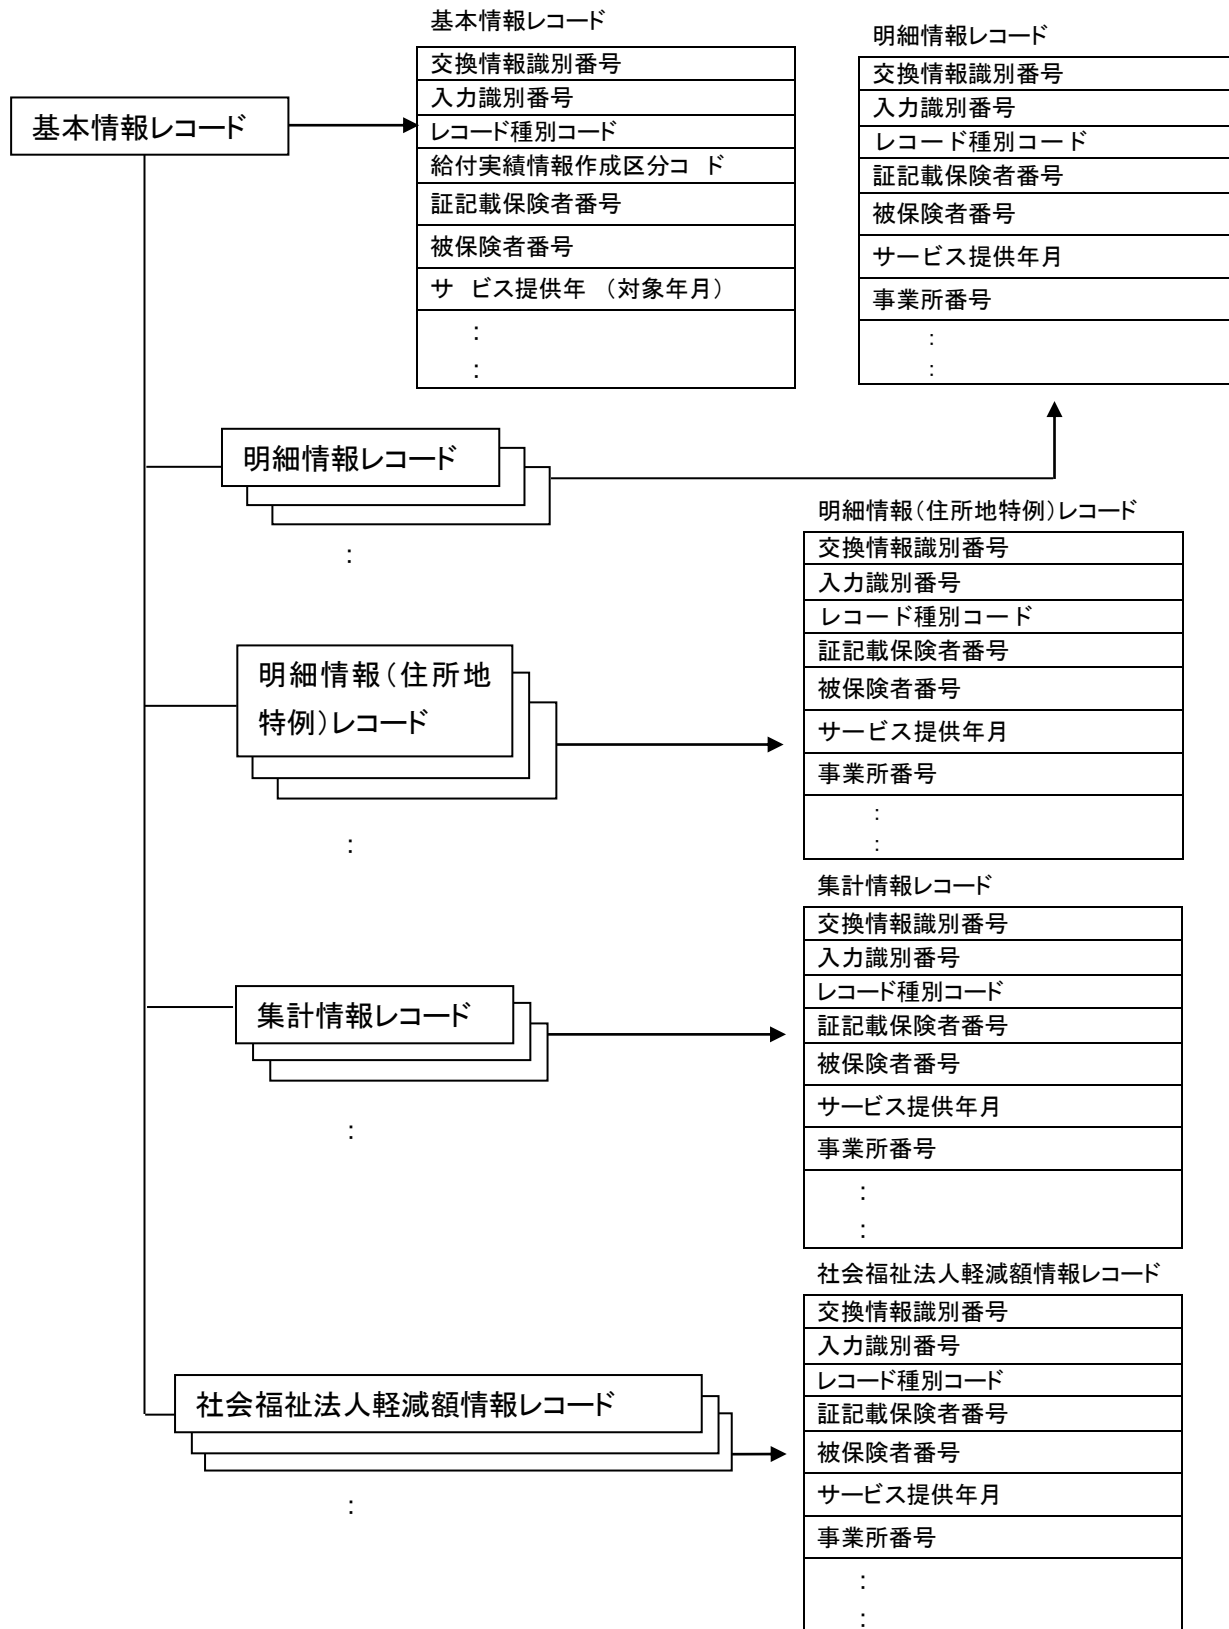 基本情報レコード
基本情報レコード
交換情報識別番号
入力識別番号
レコード種別コード
給付実績情報作成区分コ ド
証記載保険者番号
被保険者番号
サ ビス提供年 （対象年月）
:
:
明細情報レコード
交換情報識別番号
入力識別番号
レコード種別コード
証記載保険者番号
被保険者番号
サービス提供年月
事業所番号
:
:
明細情報レコード
:
明細情報（住所地特例）レコード
交換情報識別番号
入力識別番号
レコード種別コード
証記載保険者番号
被保険者番号
サービス提供年月
事業所番号
:
:
明細情報（住所地
特例）レコード
:
集計情報レコード
交換情報識別番号
入力識別番号
レコード種別コード
証記載保険者番号
被保険者番号
サービス提供年月
事業所番号
:
:
集計情報レコード
:
社会福祉法人軽減額情報レコード
交換情報識別番号
入力識別番号
レコード種別コード
証記載保険者番号
被保険者番号
サービス提供年月
事業所番号
:
:
社会福祉法人軽減額情報レコード
: